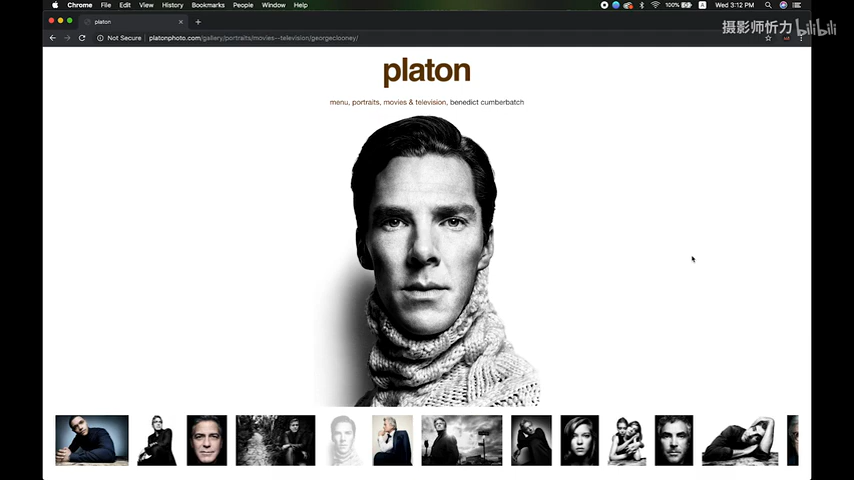 Chrome File Edit View History Bookmarks People Window Help 100% A Wed 3:12 PM
platon
摄影师忻力 bilibili
Not Secure platonphoto.com/gallery/portraits/movies--television/georgeclooney/
platon
menu, portraits, movies & television, benedict cumberbatch